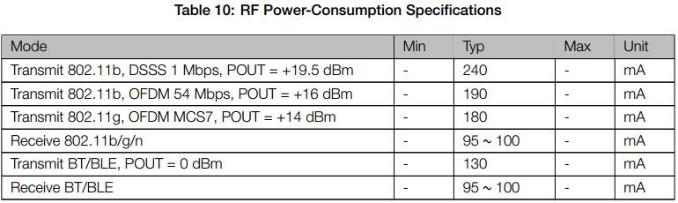 Table 10: RF Power-Consumption Specifications
Mode Min Typ Max Unit
Transmit 802.11b, DSSS 1 Mbps, POUT = +19.5 dBm - 240 - mA
Transmit 802.11b, OFDM 54 Mbps, POUT = +16 dBm - 190 - mA
Transmit 802.11g, OFDM MCS7, POUT = +14 dBm - 180 - mA
Receive 802.11b/g/n - 95 ~ 100 - mA
Transmit BT/BLE, POUT = 0 dBm - 130 - mA
Receive BT/BLE - 95 ~ 100 - mA